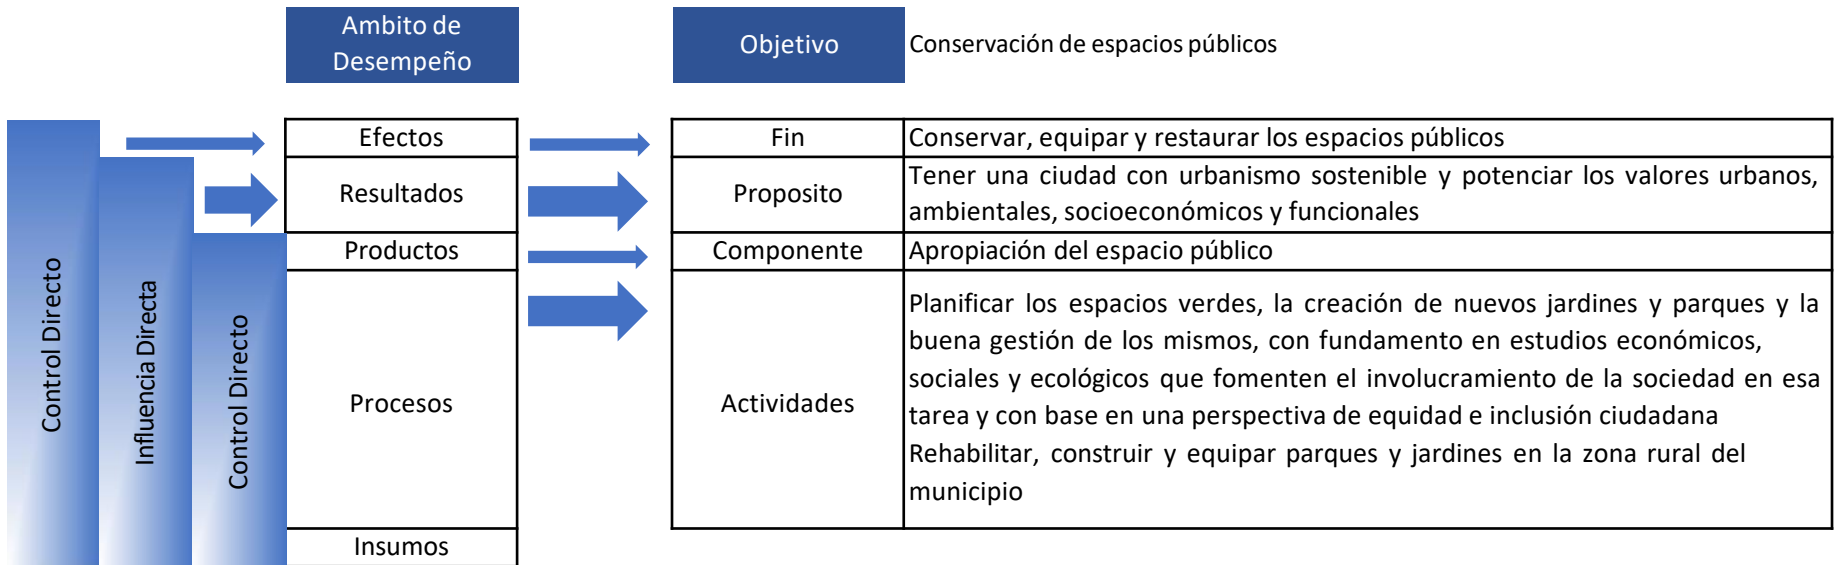 Ambito de
Desempeño
Objetivo
Conservación de espacios públicos
Control Directo
Influencia Directa
Control Directo
Efectos
Fin
Conservar, equipar y restaurar los espacios públicos
Resultados
Proposito
Tener una ciudad con urbanismo sostenible y potenciar los valores urbanos,
ambientales, socioeconómicos y funcionales
Productos
Componente
Apropiación del espacio público
Procesos
Actividades
Planificar los espacios verdes, la creación de nuevos jardines y parques y la
buena gestión de los mismos, con fundamento en estudios económicos,
sociales y ecológicos que fomenten el involucramiento de la sociedad en esa
tarea y con base en una perspectiva de equidad e inclusión ciudadana
Rehabilitar, construir y equipar parques y jardines en la zona rural del
municipio
Insumos